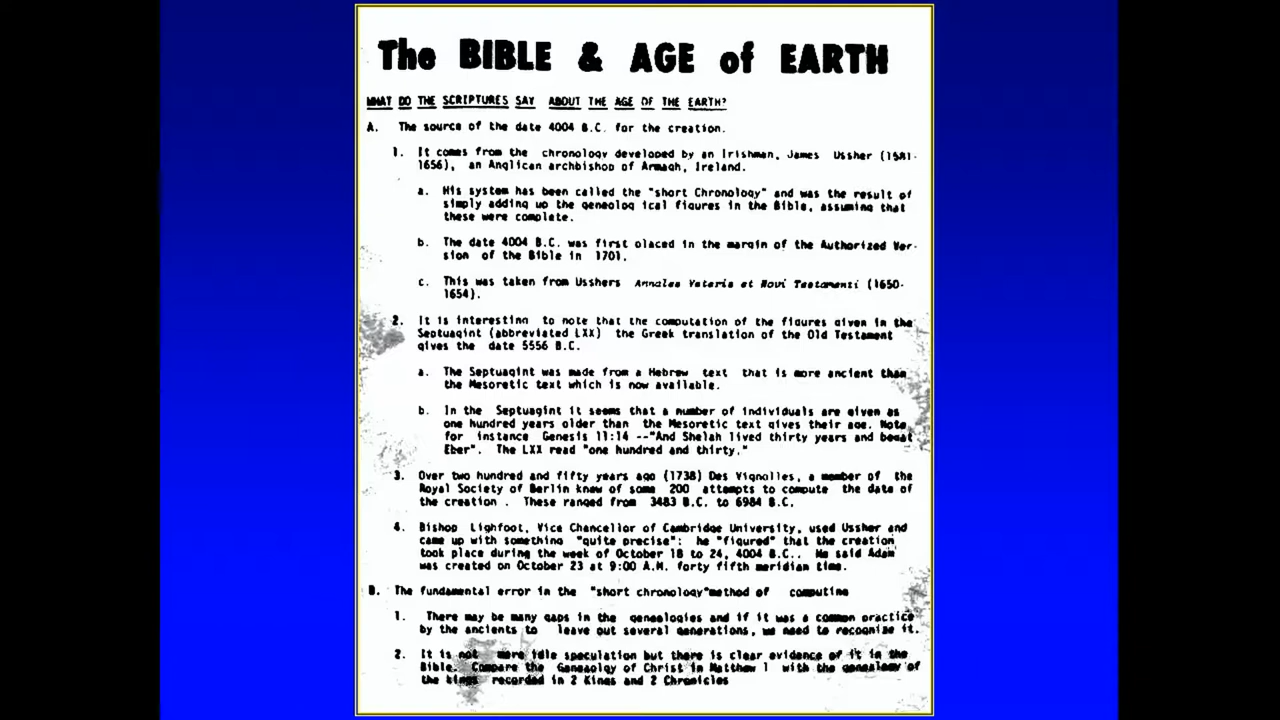 The BIBLE & AGE of EARTH
WHAT DO THE SCRIPTURES SAY ABOUT THE AGE OF THE EARTH?
A. The source of the date 4004 B.C. for the creation.
1. It comes from the chronology developed by an Irishman, James Ussher (1581-
1656), an Anglican archbishop of Armagh, Ireland.
a. His system has been called the "short Chronology" and was the result of
simply adding up the genealog ical figures in the Bible, assuming that
these were complete.
b. The date 4004 B.C. was first placed in the margin of the Authorized Ver-
sion of the Bible in 1701.
c. This was taken from Usshers Annales Veteris et Novi Testamenti (1650-
1654).
2. It is interestino to note that the computation of the figures given in the
Septuagint (abbreviated LXX) the Greek translation of the Old Testament
gives the date 5556 B.C.
a. The Septuagint was made from a Hebrew text that is more ancient than
the Mesoretic text which is now available.
b. In the Septuagint it seems that a number of individuals are given as
one hundred years older than the Mesoretic text gives their age. Note
for instance Genesis 11:14 --"And Shelah lived thirty years and begat
Eber". The LXX read "one hundred and thirty."
3. Over two hundred and fifty years ago (1738) Des Vignolles, a member of the
Royal Society of Berlin knew of some 200 attempts to compute the date of
the creation . These ranged from 3483 B.C. to 6984 B.C.
4. Bishop Lighfoot, Vice Chancellor of Cambridge University, used Ussher and
came up with something "quite precise": he "figured" that the creation
took place during the week of October 18 to 24, 4004 B.C.. He said Adam
was created on October 23 at 9:00 A.M. forty fifth meridian time.
B. The fundamental error in the "short chronology"method of computing
1. There may be many gaps in the genealogies and if it was a common practice
by the ancients to leave out several generations, we need to recognize it.
2. It is not mere idle speculation but there is clear evidence of it in the
Bible. Compare the Geneaolgy of Christ in Matthew 1 with the genealogy of
the kings recorded in 2 Kings and 2 Chronicles